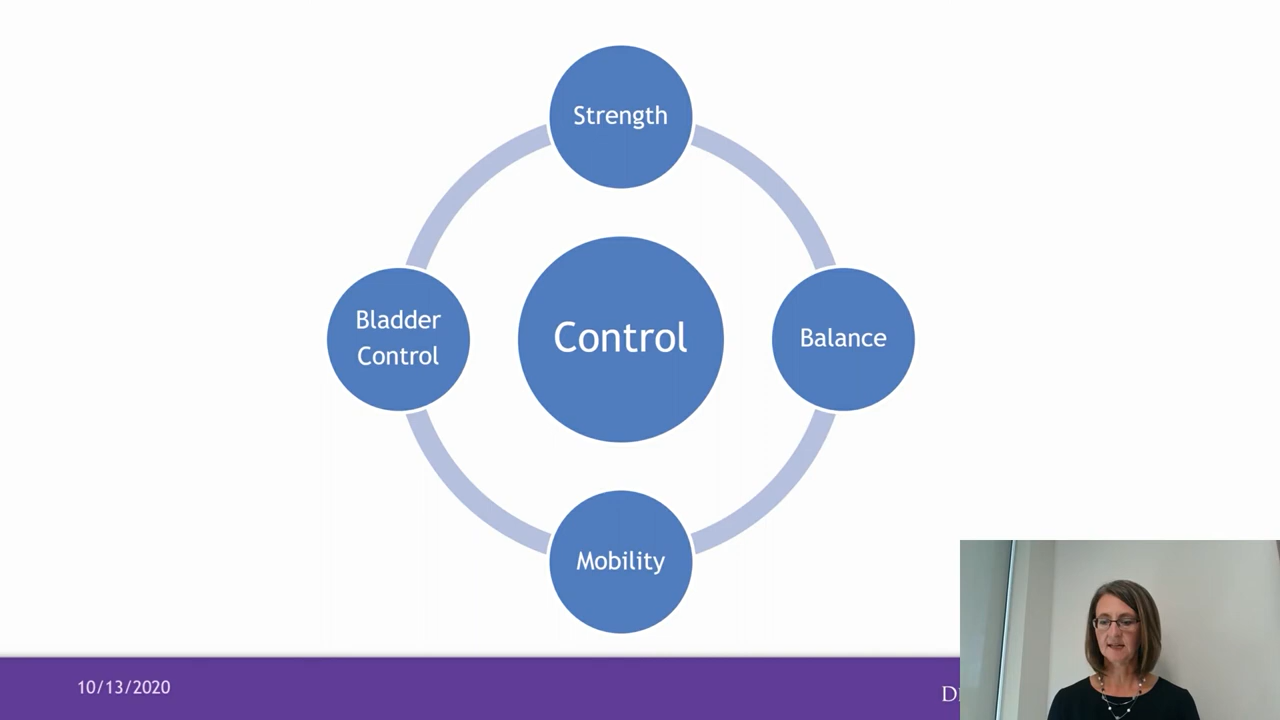 Strength
Bladder
Control
Control
Balance
Mobility
10/13/2020